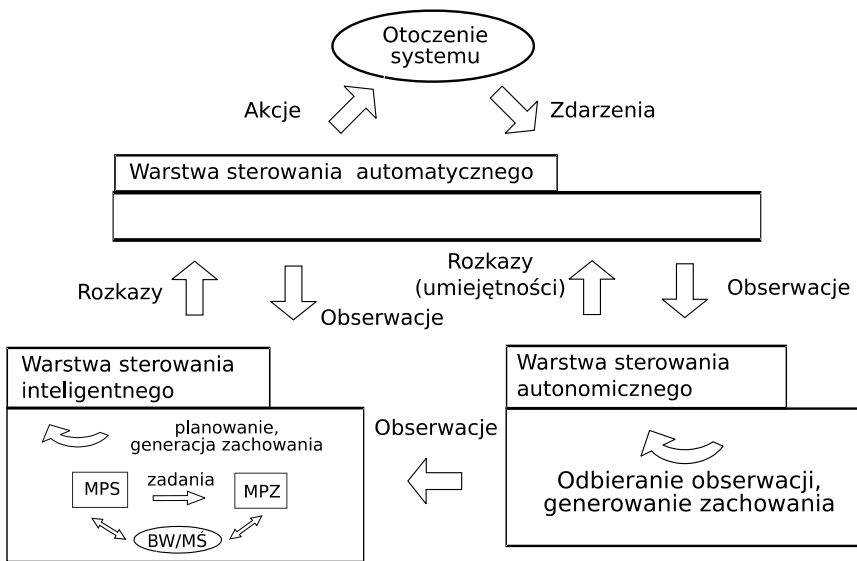 Otoczenie
systemu
Akcje
Zdarzenia
Warstwa sterowania automatycznego
Rozkazy
Obserwacje
Rozkazy
(umiejętności)
Obserwacje
Warstwa sterowania
inteligentnego
planowanie,
generacja zachowania
MPS
zadania
MPZ
BW/MŚ
Obserwacje
Warstwa sterowania
autonomicznego
Odbieranie obserwacji,
generowanie zachowania